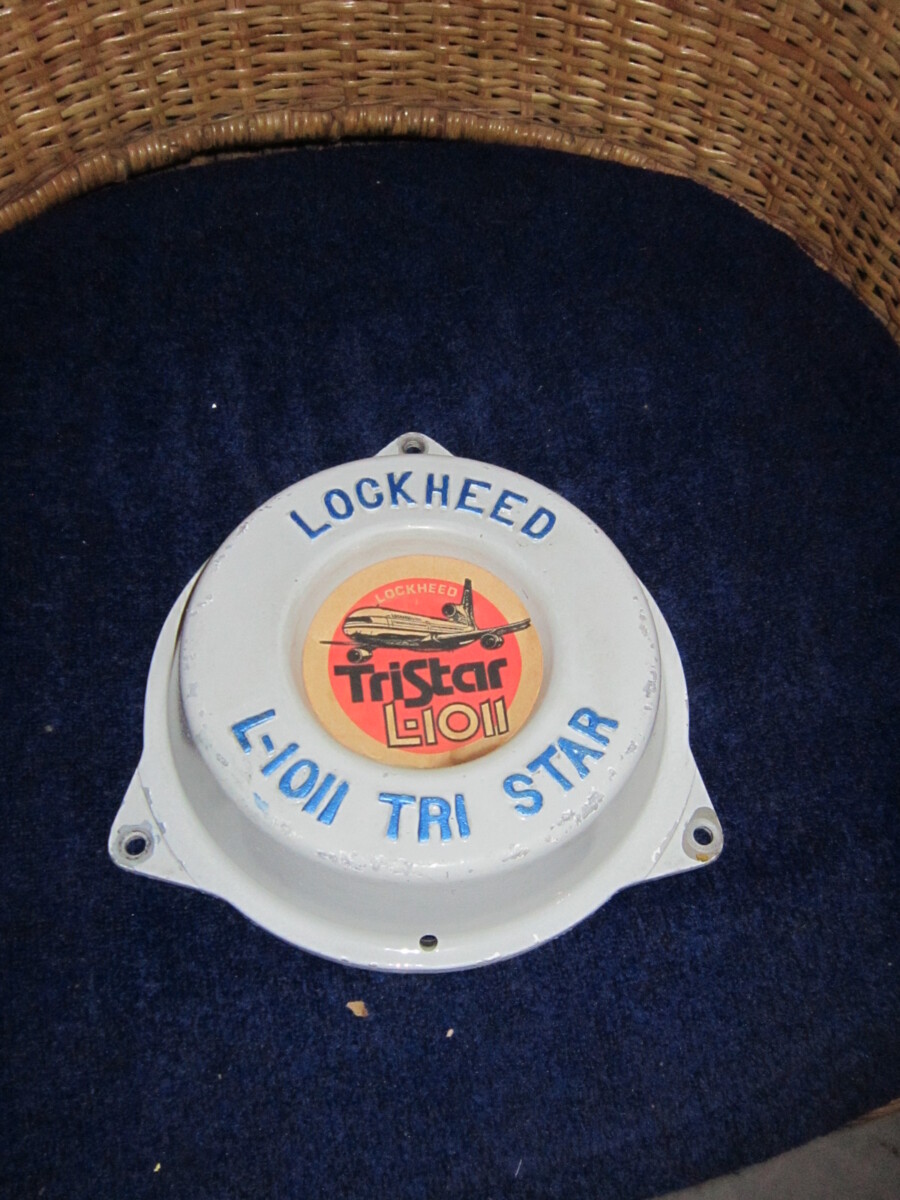 LOCKHEED
LOCKHEED
TriStar
L-1011
L-1011 TRI STAR